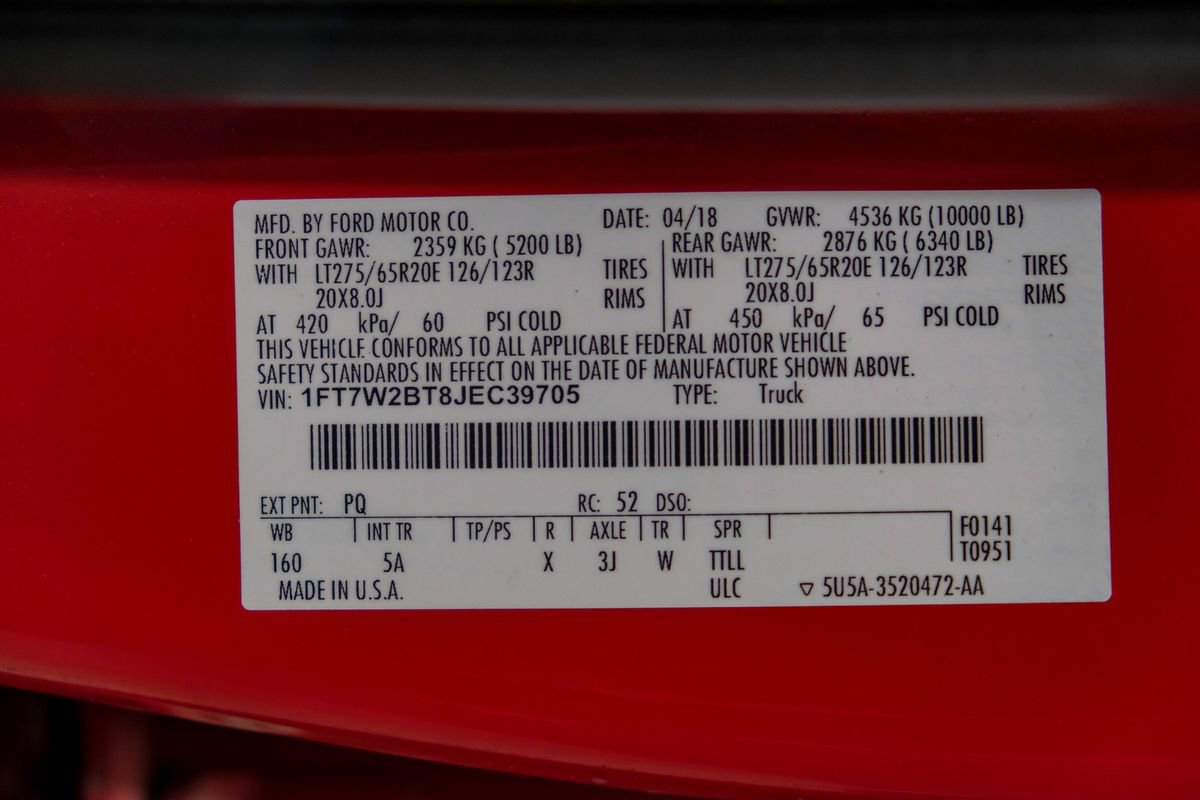 MFD. BY FORD MOTOR CO. DATE: 04/18 GVWR: 4536 KG (10000 LB)
FRONT GAWR: 2359 KG ( 5200 LB) REAR GAWR: 2876 KG ( 6340 LB)
WITH LT275/65R20E 126/123R TIRES WITH LT275/65R20E 126/123R TIRES
20X8.0J RIMS 20X8.0J RIMS
AT 420 kPa/ 60 PSI COLD AT 450 kPa/ 65 PSI COLD
THIS VEHICLE CONFORMS TO ALL APPLICABLE FEDERAL MOTOR VEHICLE
SAFETY STANDARDS IN EFFECT ON THE DATE OF MANUFACTURE SHOWN ABOVE.
VIN: 1FT7W2BT8JEC39705 TYPE: Truck
EXT PNT: PQ RC: 52 DSO:
WB INT TR TP/PS R AXLE TR SPR F0141
T0951
160 5A X 3J W TTLL
MADE IN U.S.A. ULC ▽ 5U5A-3520472-AA